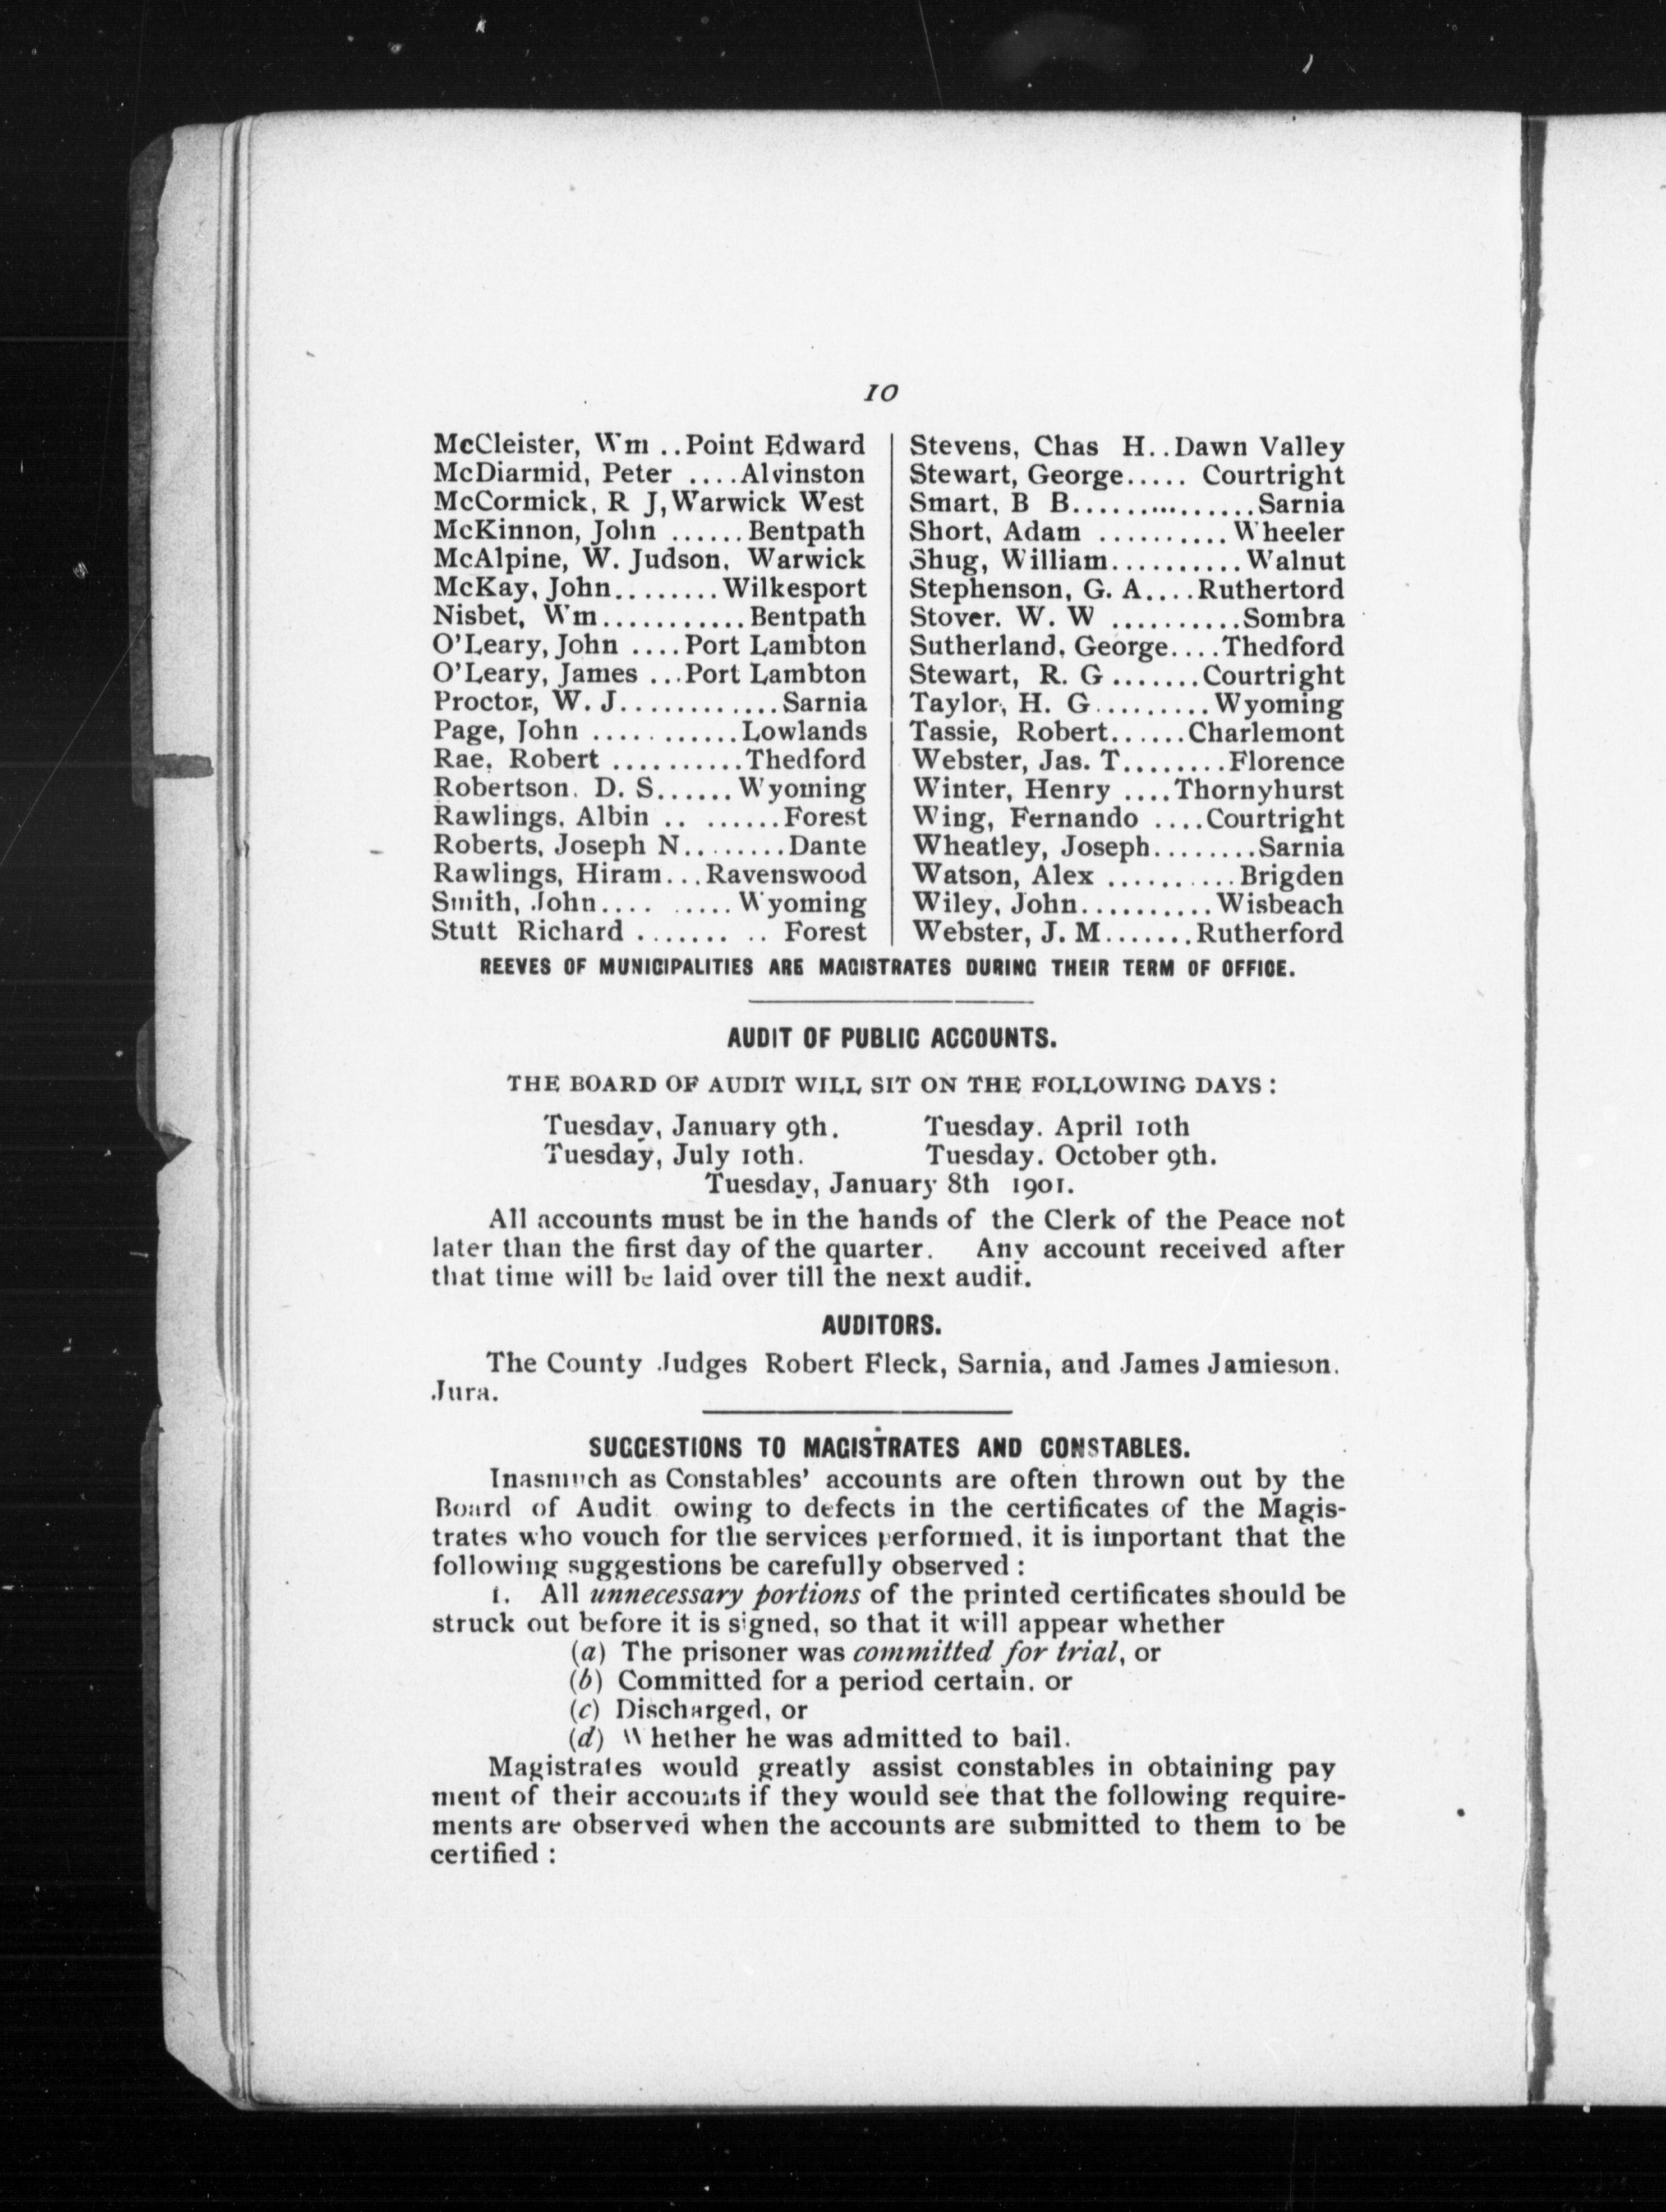 10
McCleister, Wm ..Point Edward
McDiarmid, Peter ....Alvinston
McCormick, R J, Warwick West
McKinnon, John ......Bentpath
McAlpine, W. Judson, Warwick
McKay, John........Wilkesport
Nisbet, Wm...........Bentpath
O'Leary, John ....Port Lambton
O'Leary, James ...Port Lambton
Proctor, W. J............Sarnia
Page, John ...........Lowlands
Rae, Robert ..........Thedford
Robertson. D. S......Wyoming
Rawlings, Albin .. ......Forest
Roberts, Joseph N........Dante
Rawlings, Hiram...Ravenswood
Smith, John.... .....Wyoming
Stutt Richard ....... .. Forest
Stevens, Chas H..Dawn Valley
Stewart, George..... Courtright
Smart, B B.............Sarnia
Short, Adam ..........Wheeler
Shug, William..........Walnut
Stephenson, G. A....Ruthertord
Stover. W. W ..........Sombra
Sutherland, George....Thedford
Stewart, R. G.......Courtright
Taylor, H. G.........Wyoming
Tassie, Robert......Charlemont
Webster, Jas. T........Florence
Winter, Henry ....Thornyhurst
Wing, Fernando ....Courtright
Wheatley, Joseph........Sarnia
Watson, Alex ..........Brigden
Wiley, John..........Wisbeach
Webster, J. M.......Rutherford
REEVES OF MUNICIPALITIES ARE MAGISTRATES DURING THEIR TERM OF OFFICE.
AUDIT OF PUBLIC ACCOUNTS.
THE BOARD OF AUDIT WILL SIT ON THE FOLLOWING DAYS :
Tuesday, January 9th. Tuesday. April 10th
Tuesday, July 10th. Tuesday. October 9th.
Tuesday, January 8th 1901.
All accounts must be in the hands of the Clerk of the Peace not
later than the first day of the quarter. Any account received after
that time will be laid over till the next audit.
AUDITORS.
The County Judges Robert Fleck, Sarnia, and James Jamieson.
Jura.
SUGGESTIONS TO MAGISTRATES AND CONSTABLES.
Inasmuch as Constables' accounts are often thrown out by the
Board of Audit owing to defects in the certificates of the Magis-
trates who vouch for the services performed, it is important that the
following suggestions be carefully observed :
1. All unnecessary portions of the printed certificates should be
struck out before it is signed, so that it will appear whether
(a) The prisoner was committed for trial, or
(b) Committed for a period certain. or
(c) Discharged, or
(d) Whether he was admitted to bail.
Magistrates would greatly assist constables in obtaining pay
ment of their accounts if they would see that the following require-
ments are observed when the accounts are submitted to them to be
certified :